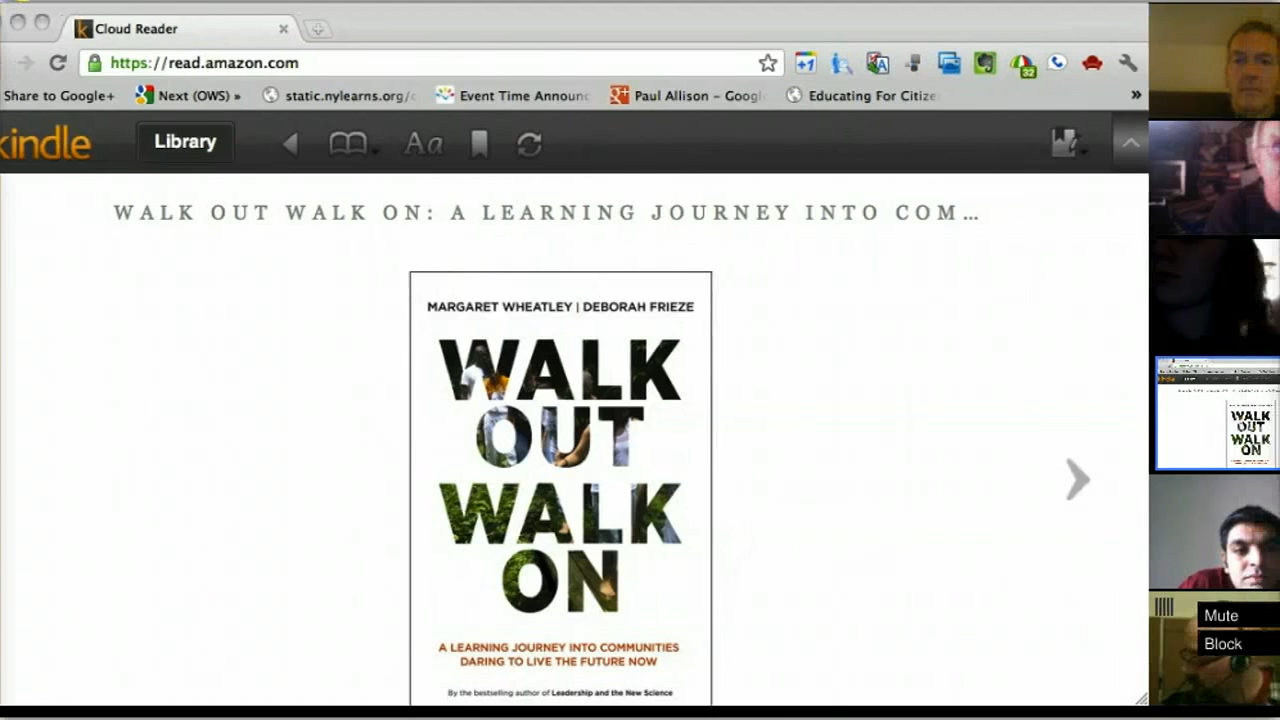 Cloud Reader
https://read.amazon.com
+1
32
Share to Google+
Next (OWS) »
static.nylearns.org/
Event Time Announ
Paul Allison – Googl
Educating For Citize
»
kindle
Library
Aa
WALK OUT WALK ON: A LEARNING JOURNEY INTO COM…
MARGARET WHEATLEY | DEBORAH FRIEZE
WALK
OUT
WALK
ON
A LEARNING JOURNEY INTO COMMUNITIES
DARING TO LIVE THE FUTURE NOW
By the bestselling author of Leadership and the New Science
WALK
OUT
WALK
ON
Mute
Block